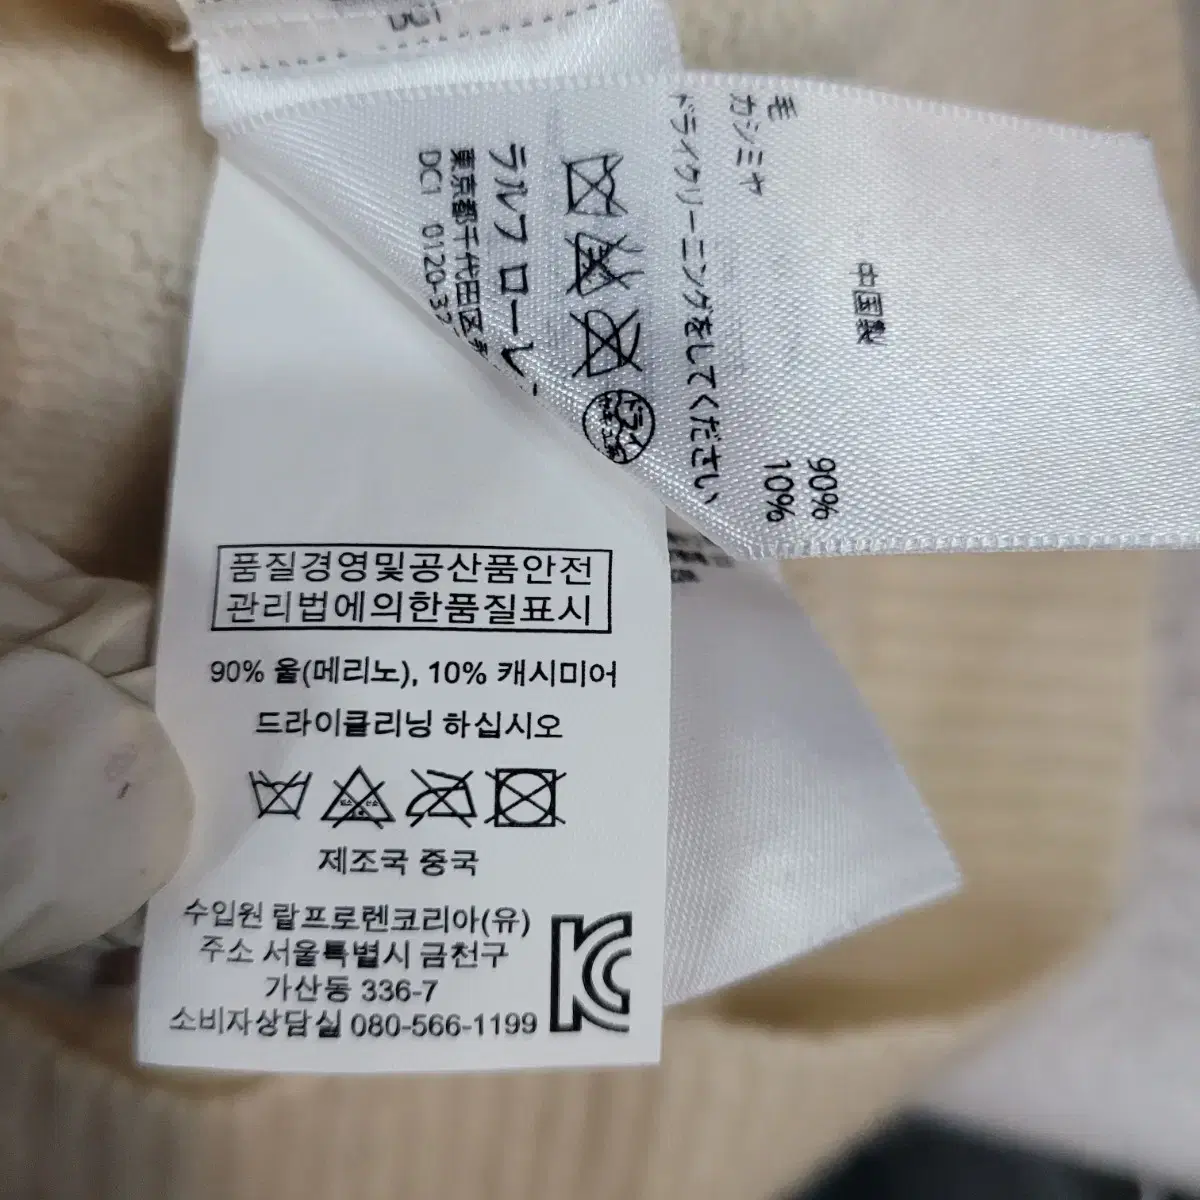 DC1
毛 90%
カシミヤ 10%
中国製
ドライクリーニングをしてください
ドライ
ラルフ ローレ
東京都千代田区
DC1 0120-3
품질경영및공산품안전
관리법에의한품질표시
90% 울(메리노), 10% 캐시미어
드라이클리닝 하십시오
제조국 중국
수입원 랄프로렌코리아(유)
주소 서울특별시 금천구
가산동 336-7
소비자상담실 080-566-1199